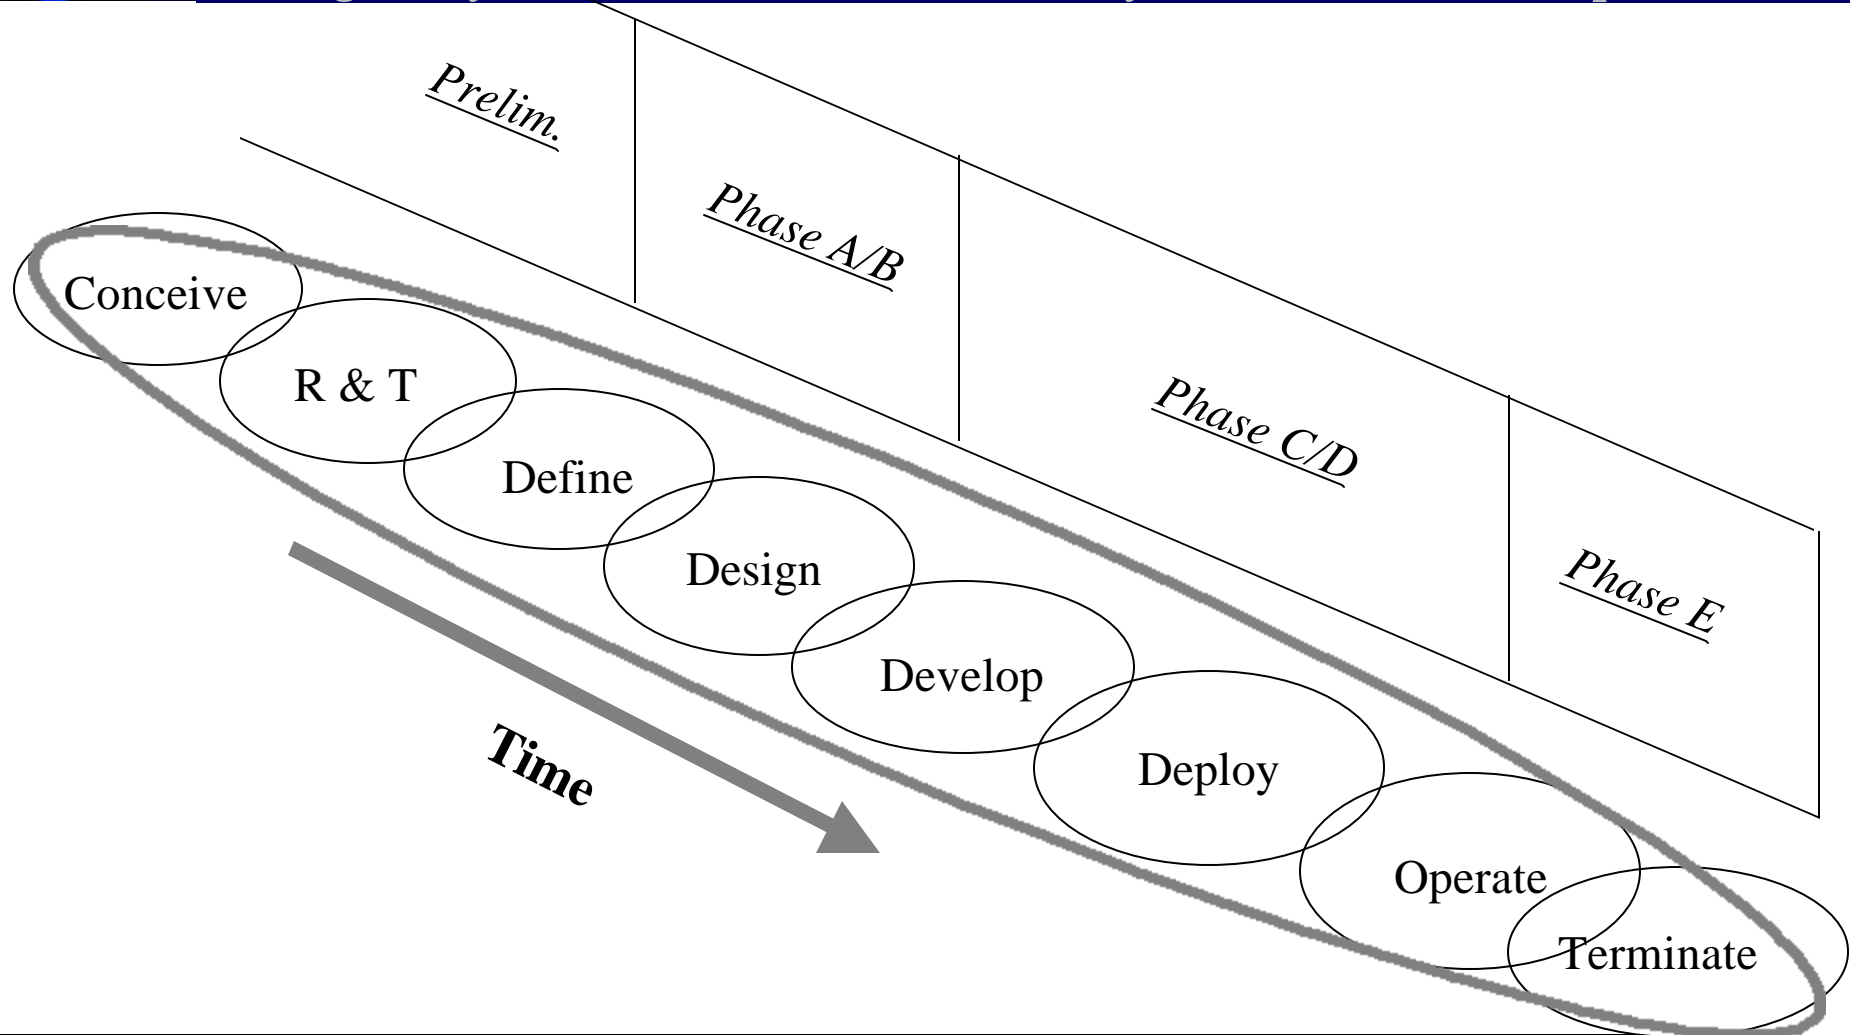 Prelim.
Phase A/B
Phase C/D
Phase E
Conceive
R & T
Define
Design
Develop
Deploy
Operate
Terminate
Time